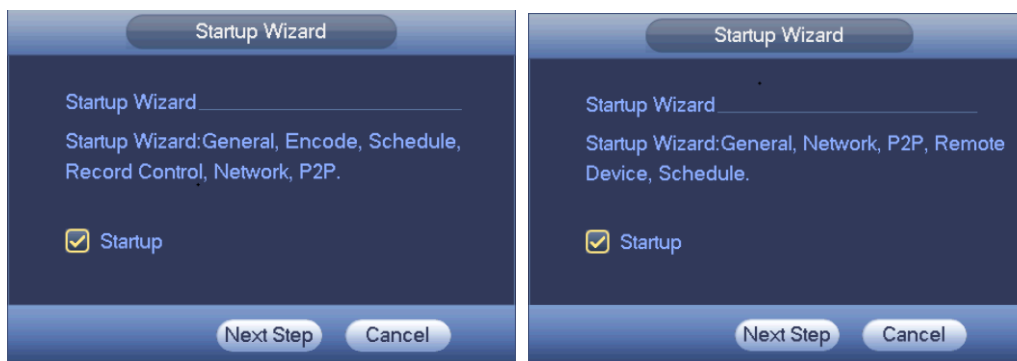 Startup Wizard
Startup Wizard
Startup Wizard:General, Encode, Schedule,
Record Control, Network, P2P.
Startup
Next Step
Cancel
Startup Wizard
Startup Wizard
Startup Wizard:General, Network, P2P, Remote
Device, Schedule.
Startup
Next Step
Cancel